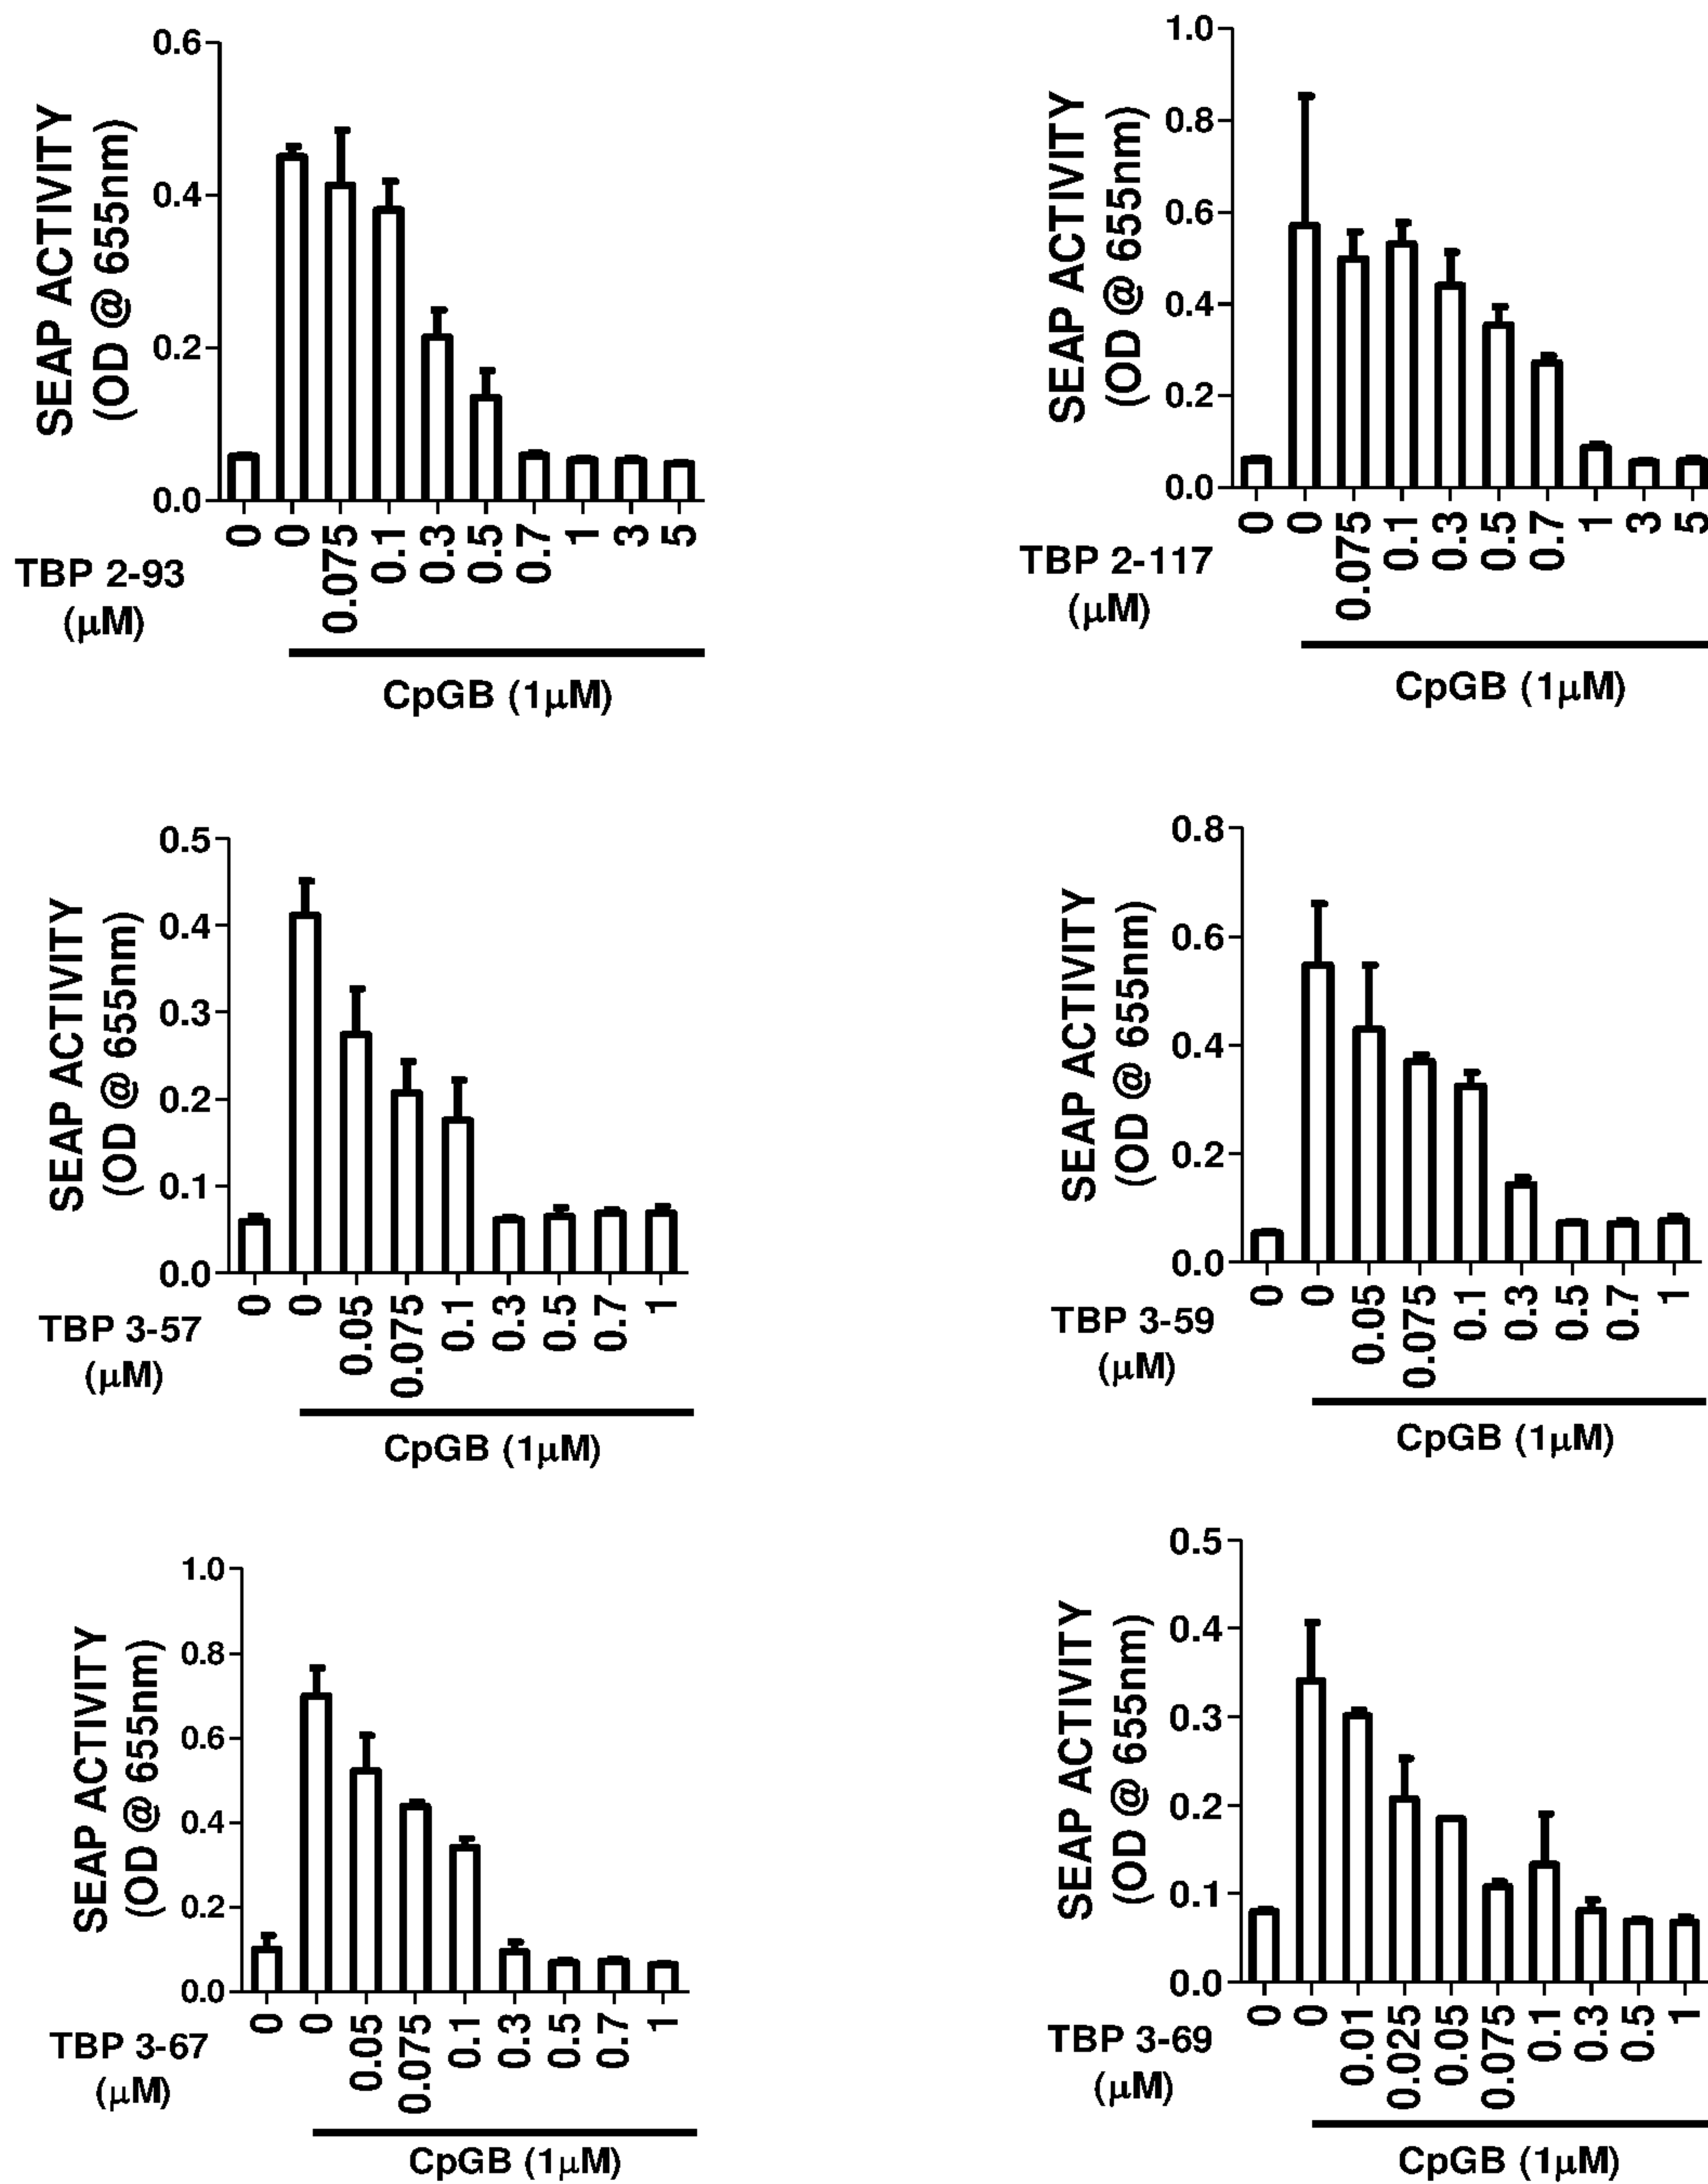 SEAP ACTIVITY
(OD @ 655nm)
0.6
0.4
0.2
0.0
0 0 0.075 0.1 0.3 0.5 0.7 1 3 5
TBP 2-93
(μM)
CpGB (1μM)
SEAP ACTIVITY
(OD @ 655nm)
1.0
0.8
0.6
0.4
0.2
0.0
0 0 0.075 0.1 0.3 0.5 0.7 1 3 5
TBP 2-117
(μM)
CpGB (1μM)
SEAP ACTIVITY
(OD @ 655nm)
0.5
0.4
0.3
0.2
0.1
0.0
0 0 0.05 0.075 0.1 0.3 0.5 0.7 1
TBP 3-57
(μM)
CpGB (1μM)
SEAP ACTIVITY
(OD @ 655nm)
0.8
0.6
0.4
0.2
0.0
0 0 0.05 0.075 0.1 0.3 0.5 0.7 1
TBP 3-59
(μM)
CpGB (1μM)
SEAP ACTIVITY
(OD @ 655nm)
1.0
0.8
0.6
0.4
0.2
0.0
0 0 0.05 0.075 0.1 0.3 0.5 0.7 1
TBP 3-67
(μM)
CpGB (1μM)
SEAP ACTIVITY
(OD @ 655nm)
0.5
0.4
0.3
0.2
0.1
0.0
0 0 0.01 0.025 0.05 0.075 0.1 0.3 0.5 1
TBP 3-69
(μM)
CpGB (1μM)